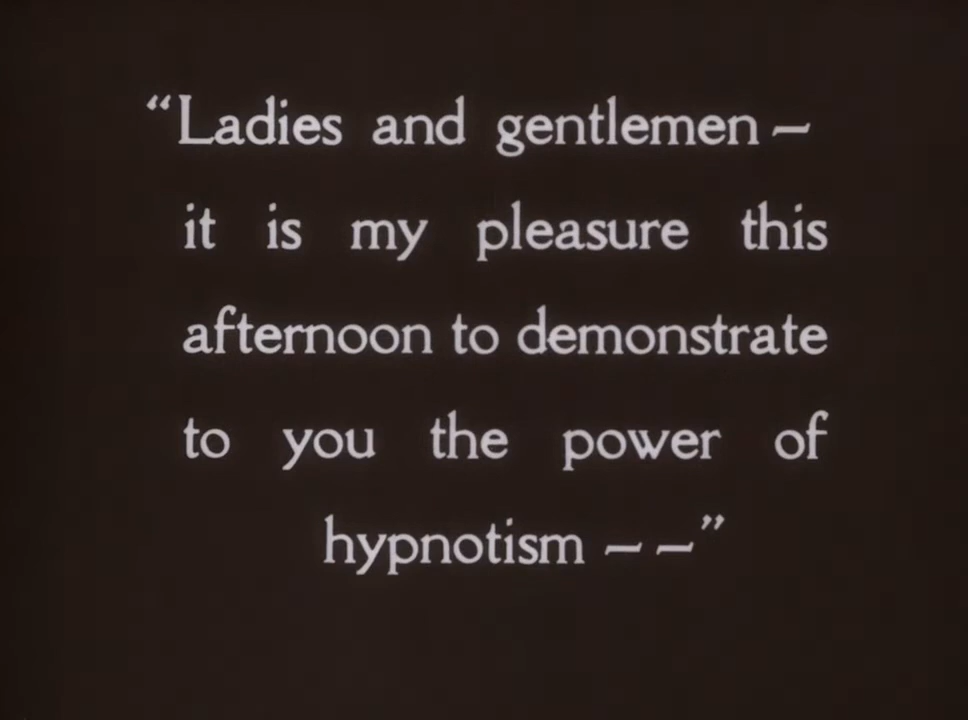 “Ladies and gentlemen —
it is my pleasure this
afternoon to demonstrate
to you the power of
hypnotism — —”